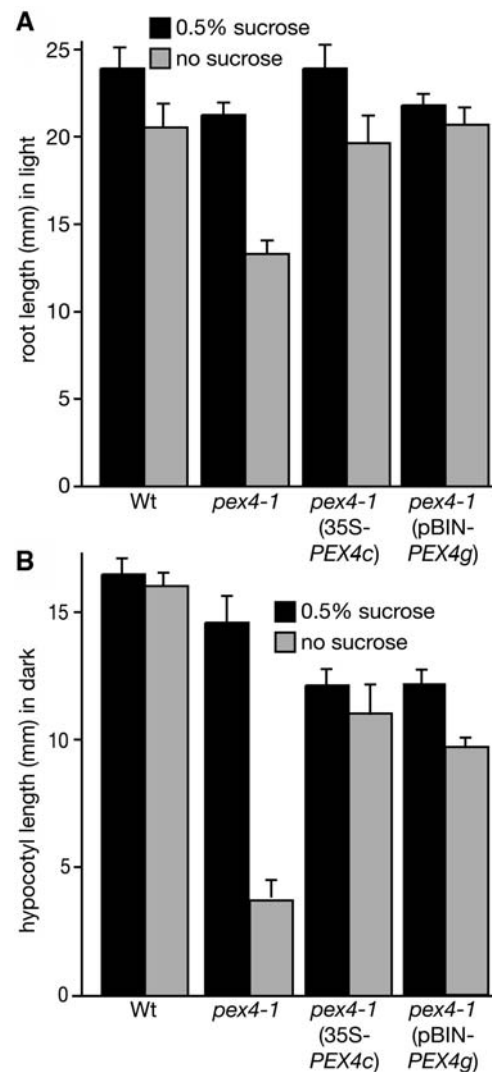 A
0.5% sucrose
no sucrose
25
20
15
10
5
0
root length (mm) in light
Wt
pex4-1
pex4-1
(35S-
PEX4c)
pex4-1
(pBIN-
PEX4g)
B
0.5% sucrose
no sucrose
15
10
5
0
hypocotyl length (mm) in dark
Wt
pex4-1
pex4-1
(35S-
PEX4c)
pex4-1
(pBIN-
PEX4g)